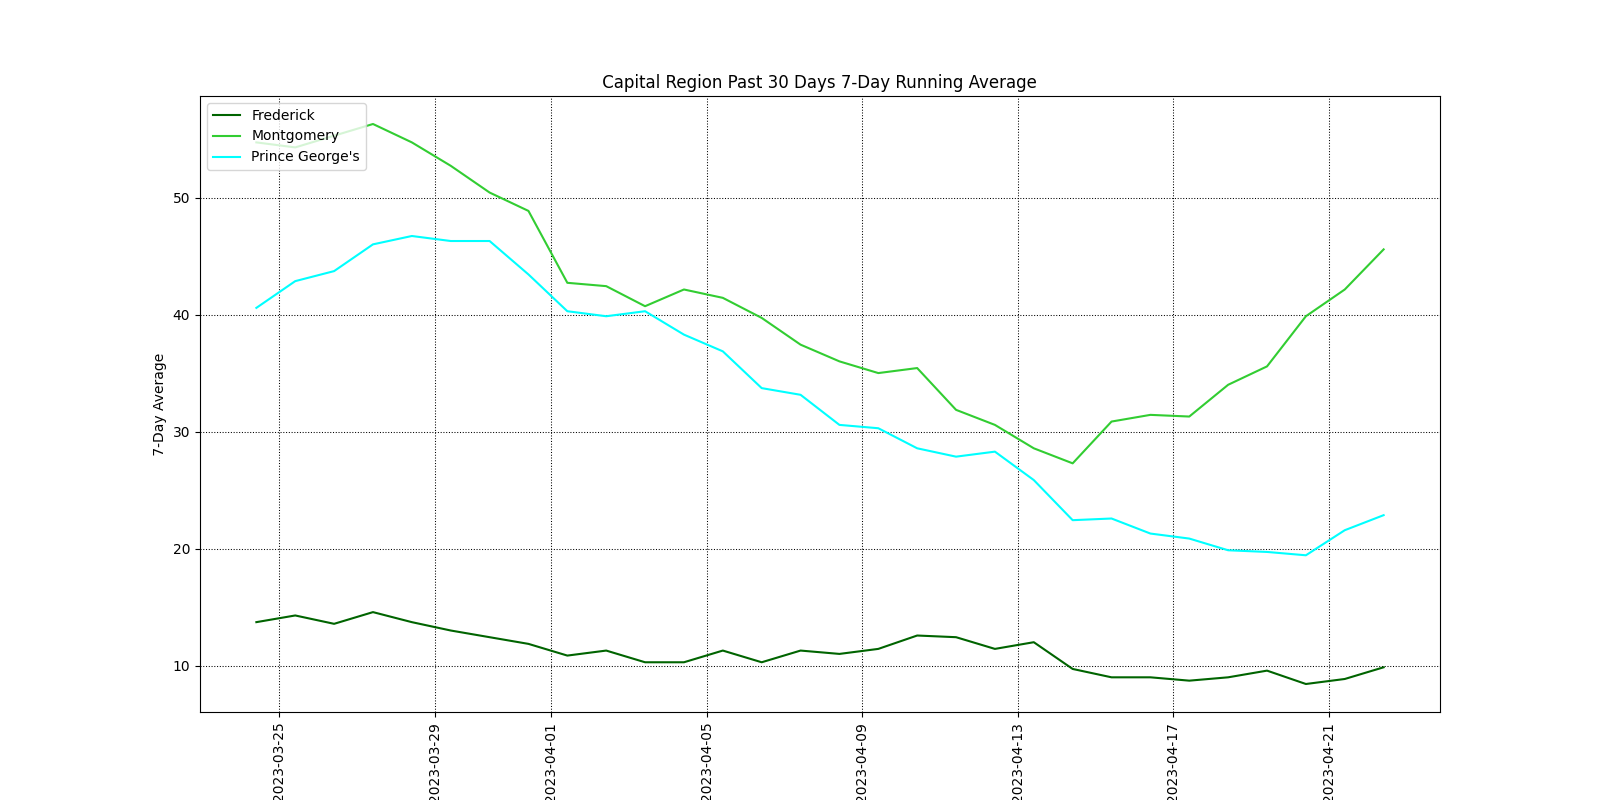 Capital Region Past 30 Days 7-Day Running Average
Frederick
Montgomery
Prince George's
50
40
30
20
10
7-Day Average
2023-03-25
2023-03-29
2023-04-01
2023-04-05
2023-04-09
2023-04-13
2023-04-17
2023-04-21